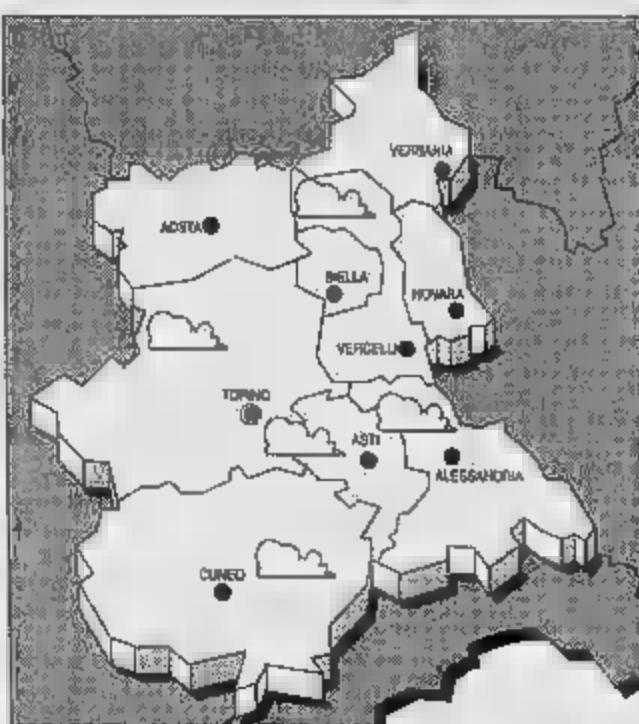 VERBANIA
AOSTA
BIELLA
NOVARA
VERCELLI
TORINO
ASTI
ALESSANDRIA
CUNEO